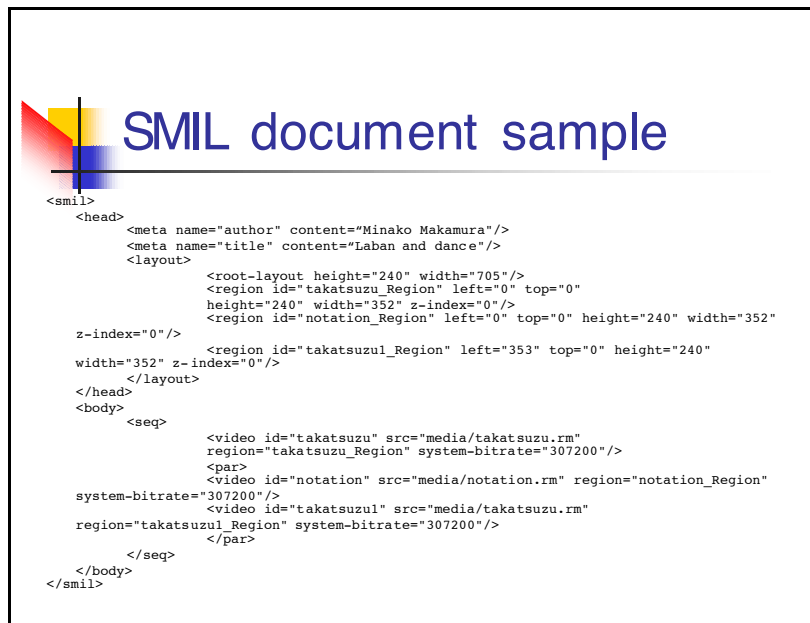 SMIL document sample
<smil>
<head>
<meta name="author" content=“Minako Makamura"/>
<meta name="title" content=“Laban and dance"/>
<layout>
<root-layout height="240" width="705"/>
<region id="takatsuzu_Region" left="0" top="0"
height="240" width="352" z-index="0"/>
<region id="notation_Region" left="0" top="0" height="240" width="352"
z-index="0"/>
<region id="takatsuzu1_Region" left="353" top="0" height="240"
width="352" z-index="0"/>
</layout>
</head>
<body>
<seq>
<video id="takatsuzu" src="media/takatsuzu.rm"
region="takatsuzu_Region" system-bitrate="307200"/>
<par>
<video id="notation" src="media/notation.rm" region="notation_Region"
system-bitrate="307200"/>
<video id="takatsuzu1" src="media/takatsuzu.rm"
region="takatsuzu1_Region" system-bitrate="307200"/>
</par>
</seq>
</body>
</smil>